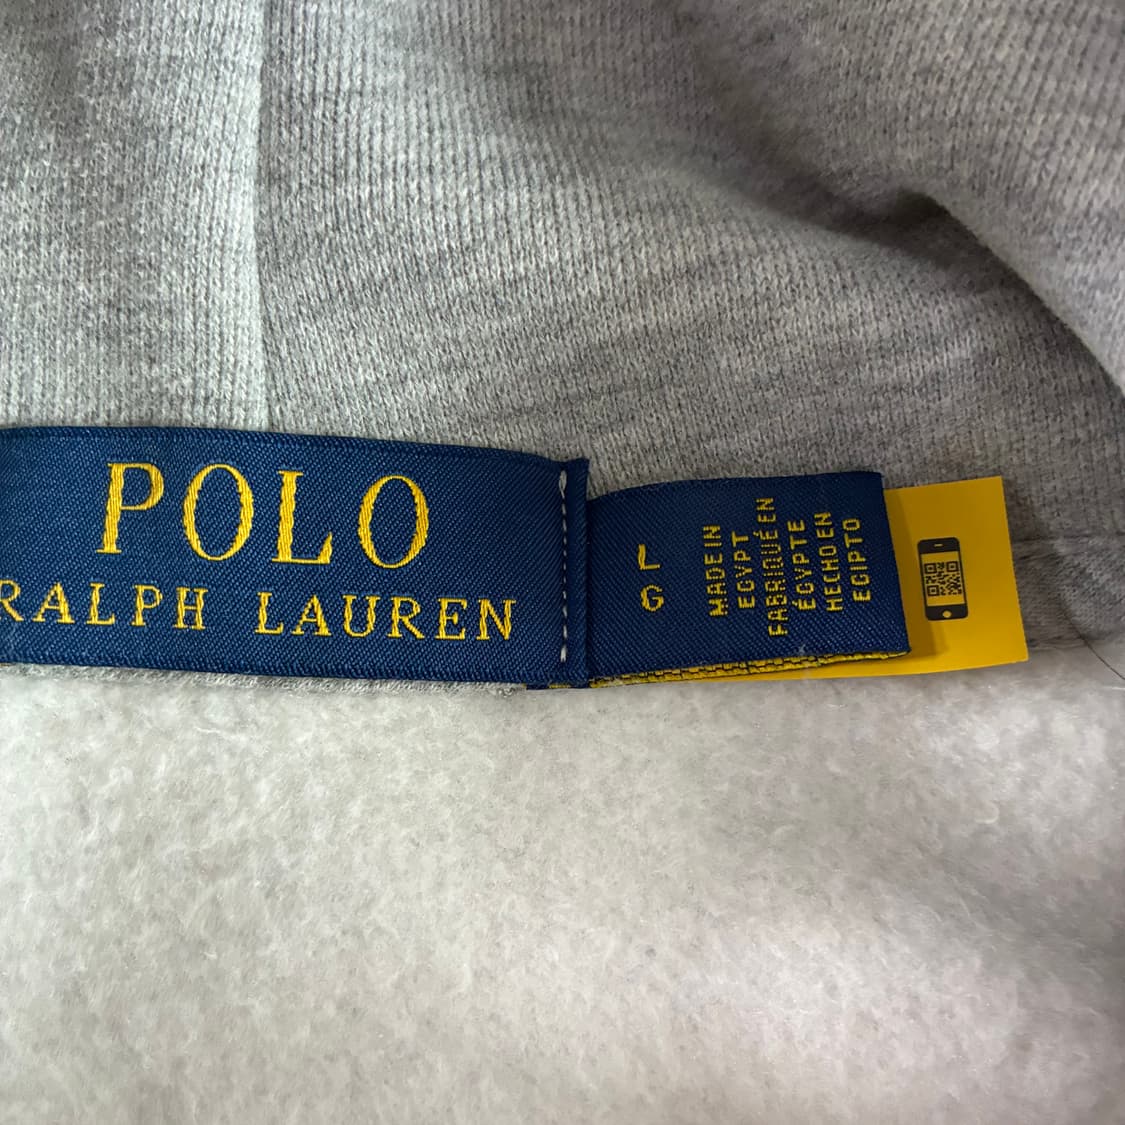 POLO
RALPH LAUREN
L
G
MADE IN
EGYPT
FABRIQUÉ EN
ÉGYPTE
HECHO EN
EGIPTO